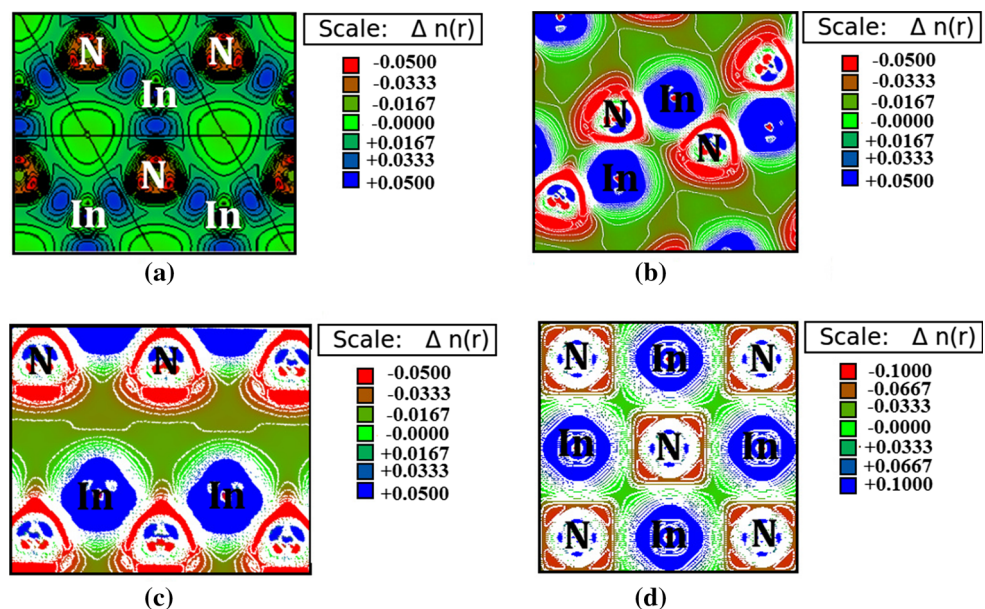 N N
In
N
In In
Scale: Δ n(r)
-0.0500
-0.0333
-0.0167
-0.0000
+0.0167
+0.0333
+0.0500
(a)
N In
N
In
Scale: Δ n(r)
-0.0500
-0.0333
-0.0167
-0.0000
+0.0167
+0.0333
+0.0500
(b)
N N
In In
Scale: Δ n(r)
-0.0500
-0.0333
-0.0167
-0.0000
+0.0167
+0.0333
+0.0500
(c)
N In N
In N In
N In N
Scale: Δ n(r)
-0.1000
-0.0667
-0.0333
-0.0000
+0.0333
+0.0667
+0.1000
(d)